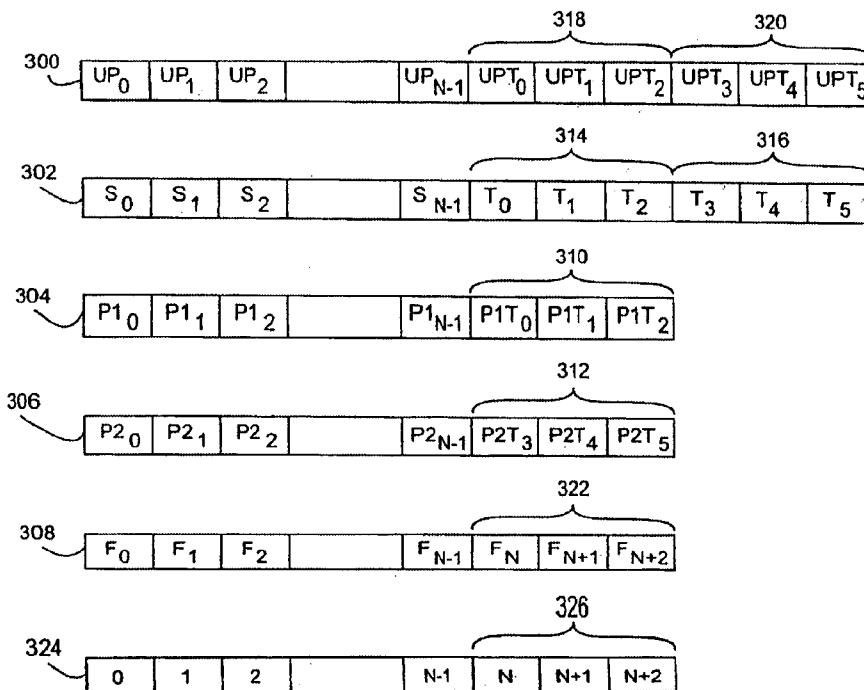 318 320
300 UP0 UP1 UP2 UPN-1 UPT0 UPT1 UPT2 UPT3 UPT4 UPT5
314 316
302 S0 S1 S2 SN-1 T0 T1 T2 T3 T4 T5
310
304 P10 P11 P12 P1N-1 P1T0 P1T1 P1T2
312
306 P20 P21 P22 P2N-1 P2T3 P2T4 P2T5
322
308 F0 F1 F2 FN-1 FN FN+1 FN+2
326
324 0 1 2 N-1 N N+1 N+2